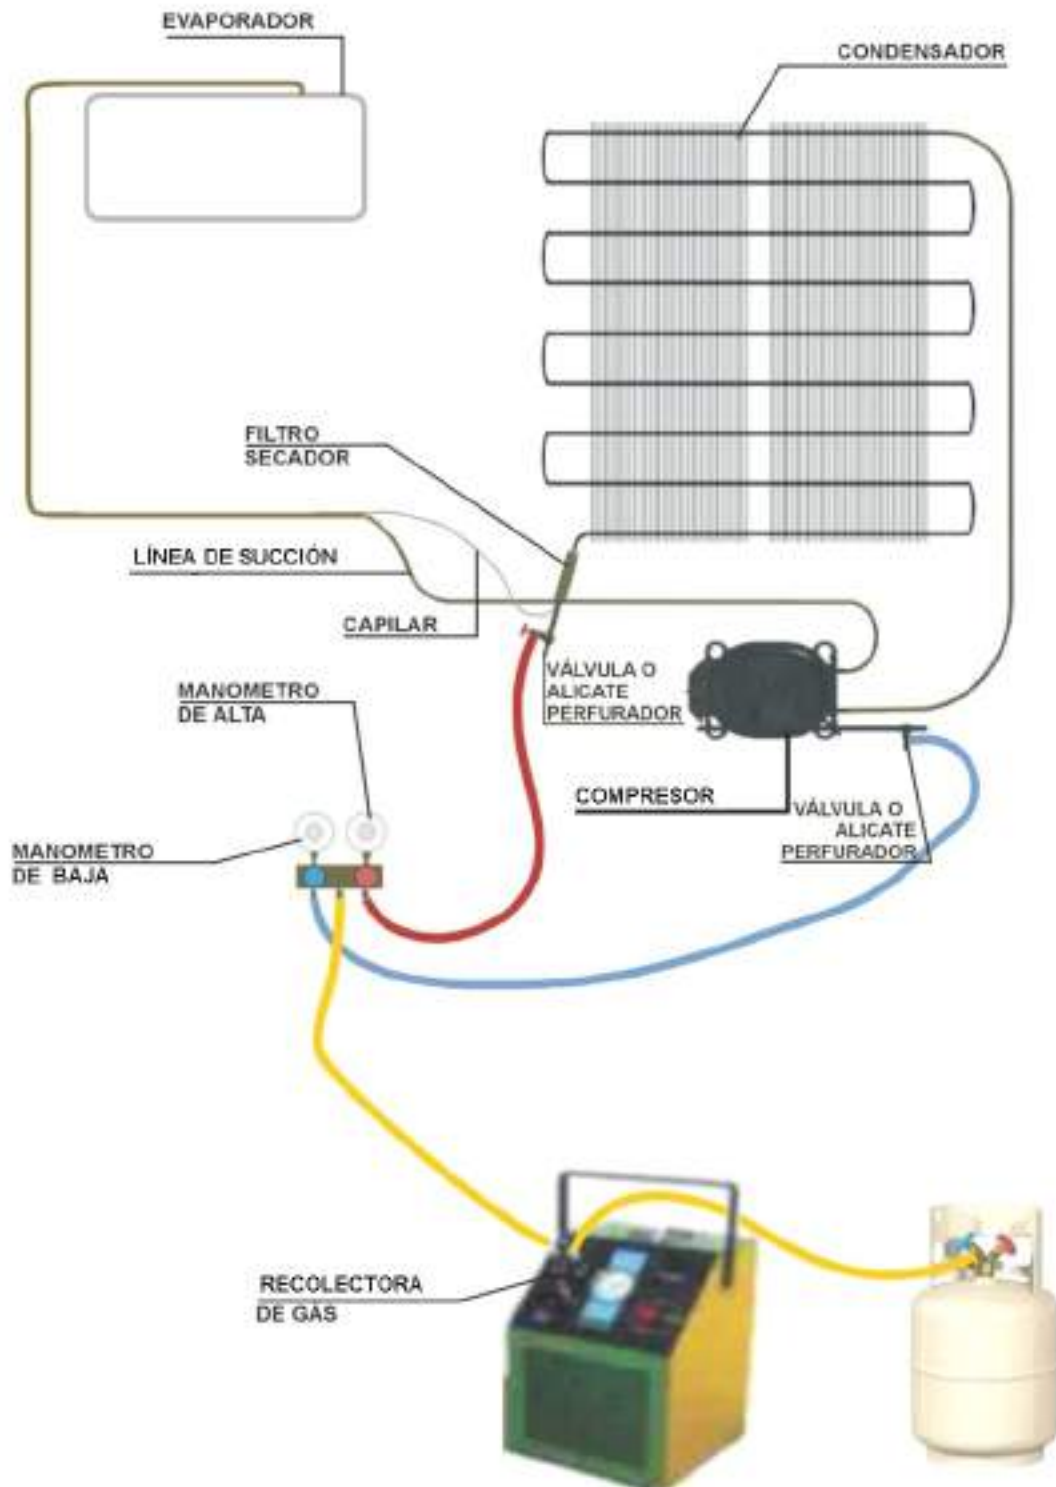 EVAPORADOR
CONDENSADOR
FILTRO
SECADOR
LÍNEA DE SUCCIÓN
CAPILAR
VÁLVULA O
ALICATE
PERFURADOR
MANOMETRO
DE ALTA
COMPRESOR
VÁLVULA O
ALICATE
PERFURADOR
MANOMETRO
DE BAJA
RECOLECTORA
DE GAS